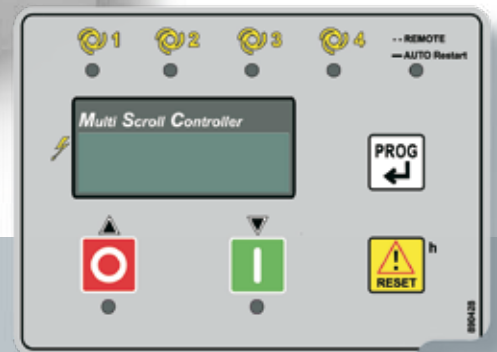 1 2 3 4 -- REMOTE
— AUTO Restart
Multi Scroll Controller
PROG
h
RESET
890428